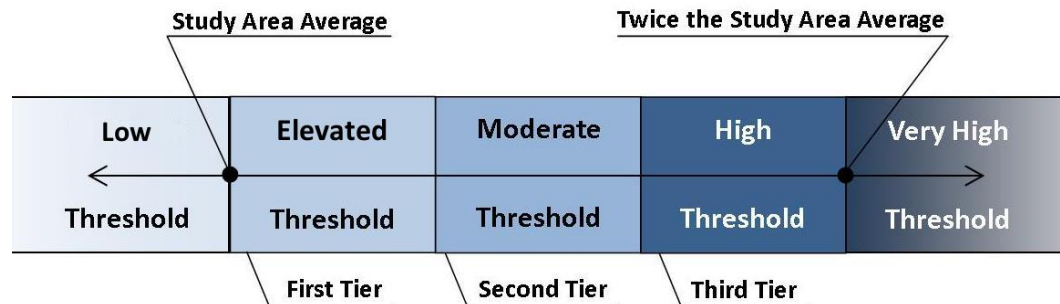 Study Area Average
Twice the Study Area Average
Low
Elevated
Moderate
High
Very High
Threshold
Threshold
Threshold
Threshold
Threshold
First Tier
Second Tier
Third Tier